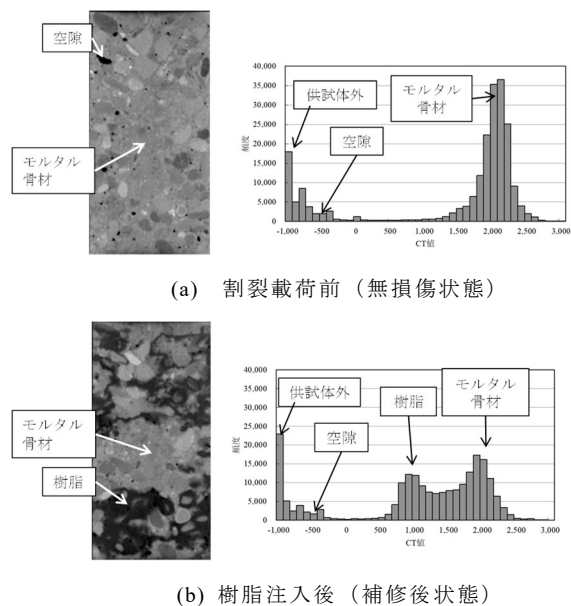 空隙
モルタル
骨材
40,000
35,000
30,000
25,000
20,000
15,000
10,000
5,000
0
頻度
供試体外
空隙
モルタル
骨材
-1,000
-500
0
500
1,000
1,500
2,000
2,500
3,000
CT値
(a) 割裂載荷前（無損傷状態）
モルタル
骨材
樹脂
40,000
35,000
30,000
25,000
20,000
15,000
10,000
5,000
0
頻度
供試体外
空隙
樹脂
モルタル
骨材
-1,000
-500
0
500
1,000
1,500
2,000
2,500
3,000
CT値
(b) 樹脂注入後（補修後状態）